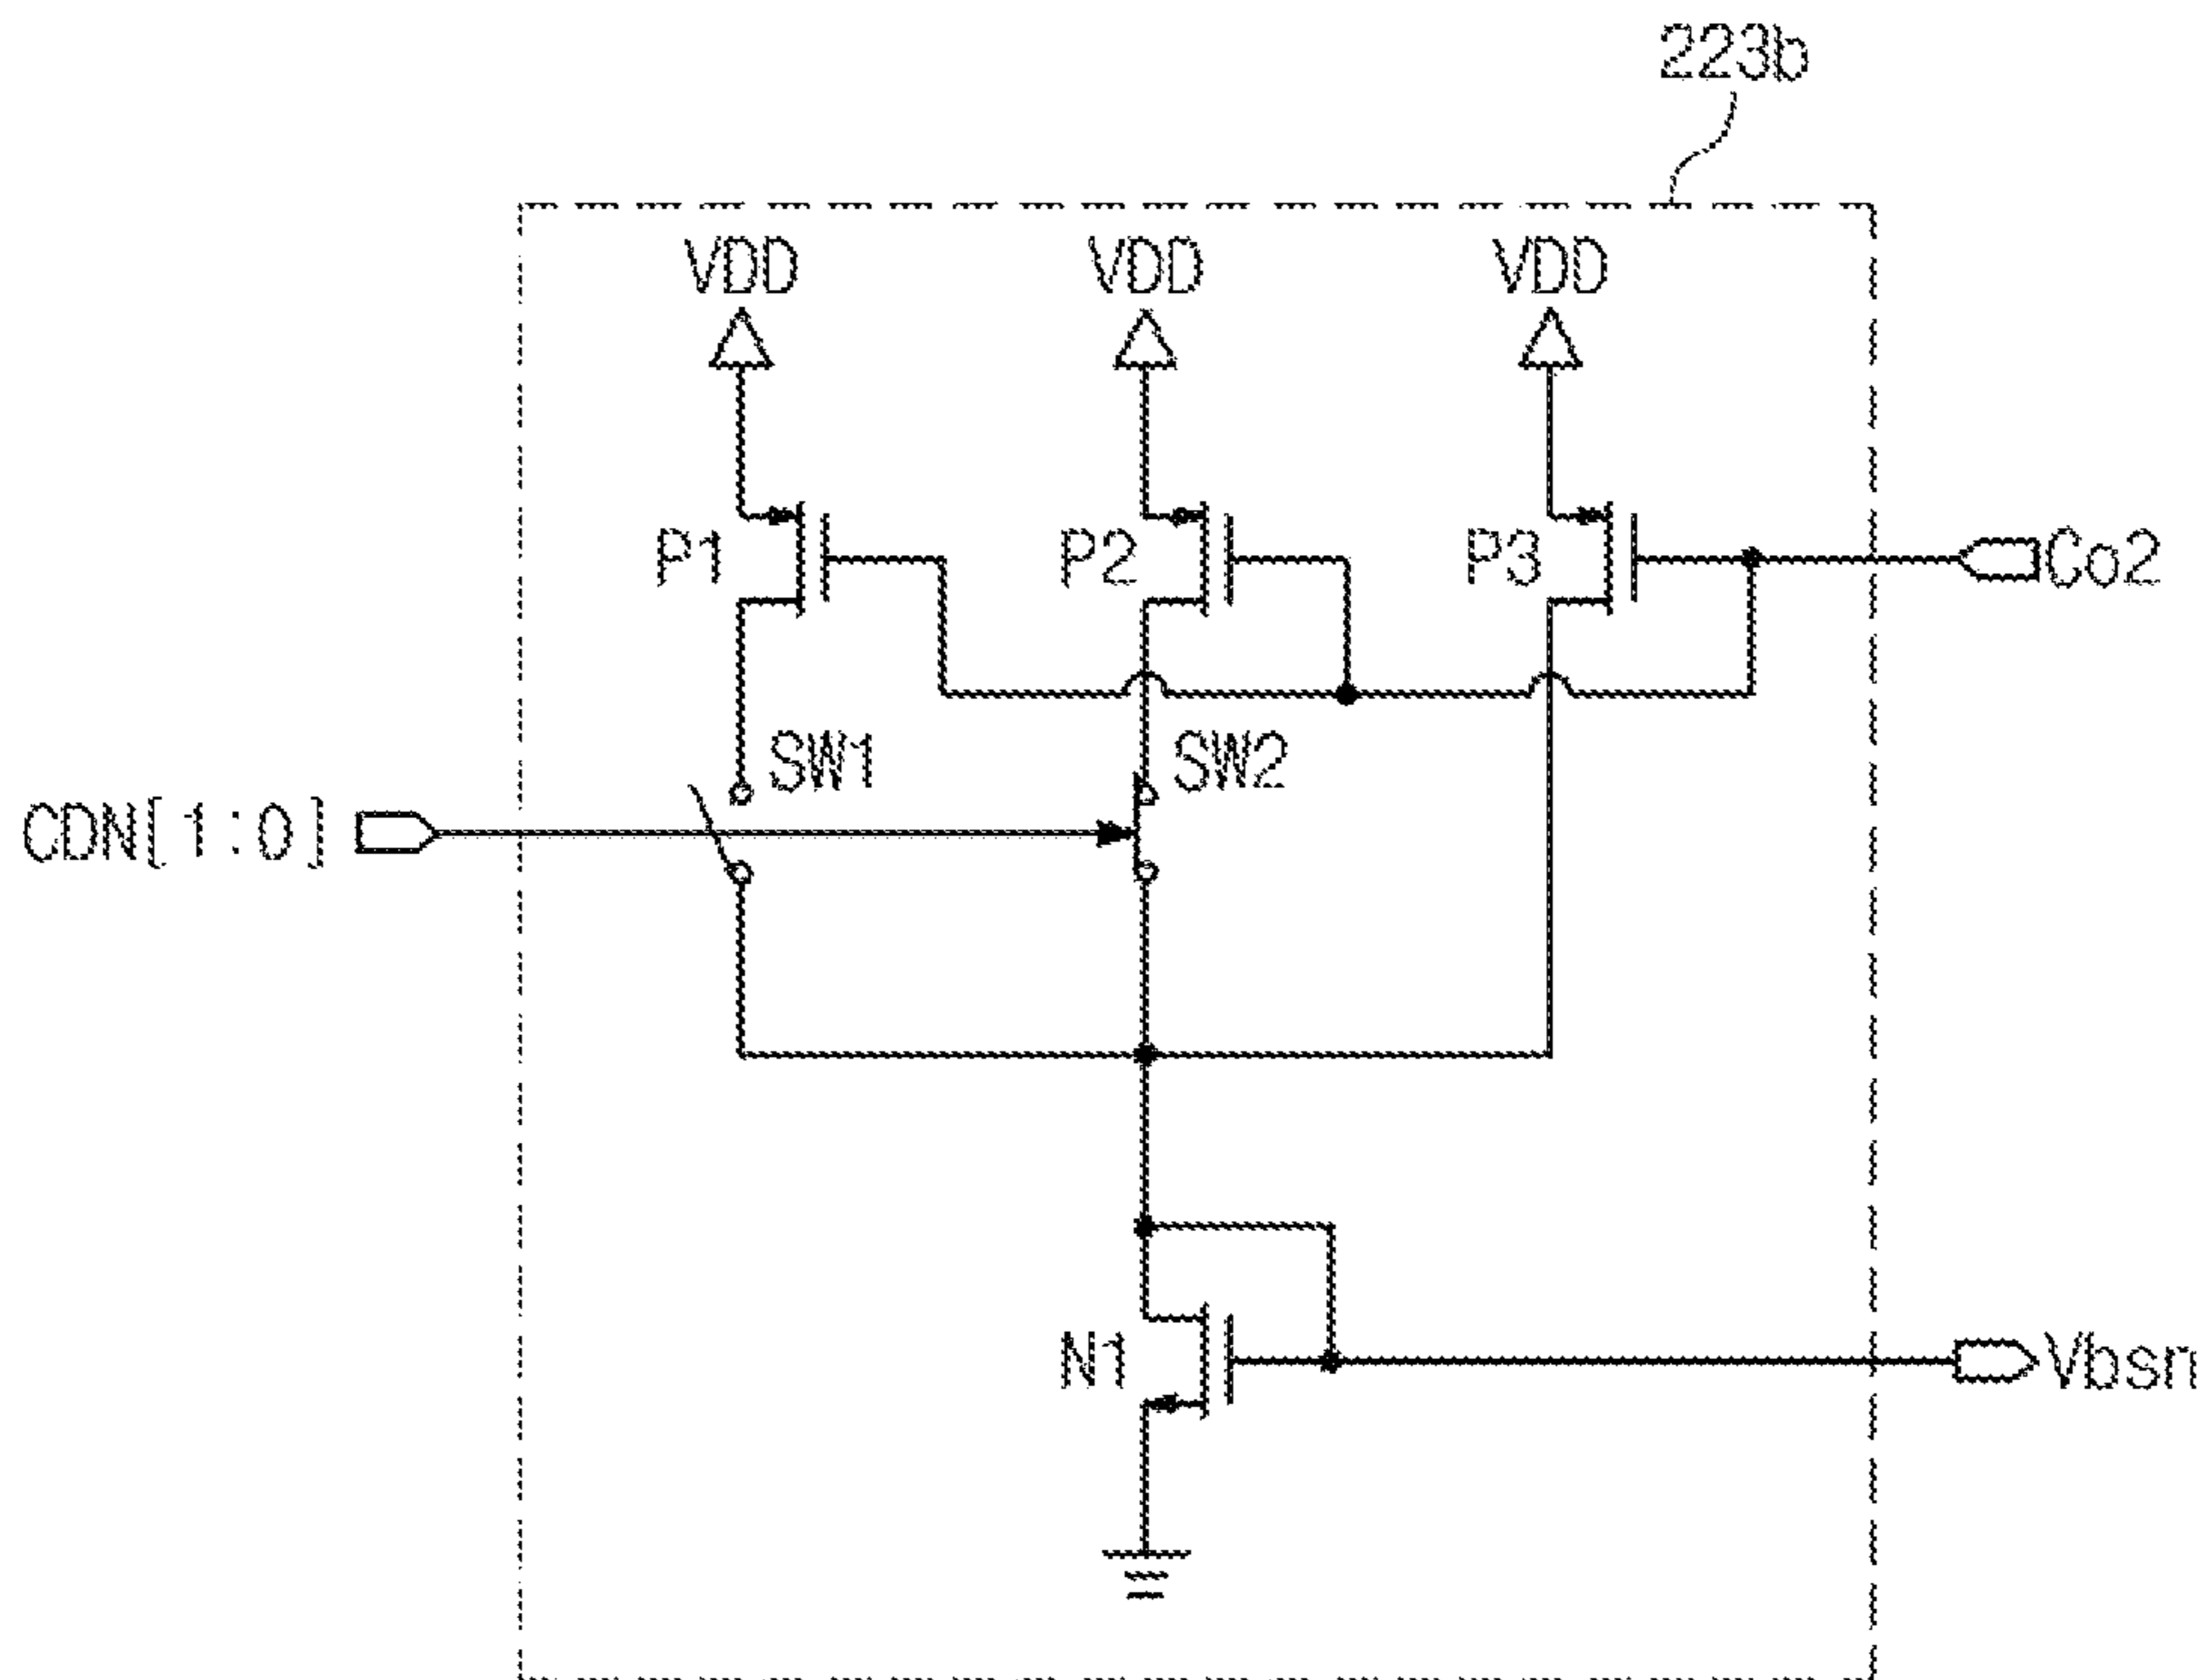 223b
VDD VDD VDD
P1 P2 P3 Co2
SW1 SW2
CDN[1:0]
N1 Vbsn